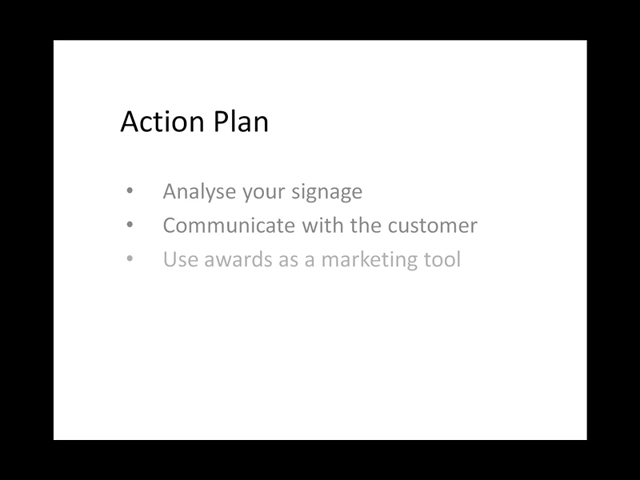 Action Plan
• Analyse your signage
• Communicate with the customer
• Use awards as a marketing tool